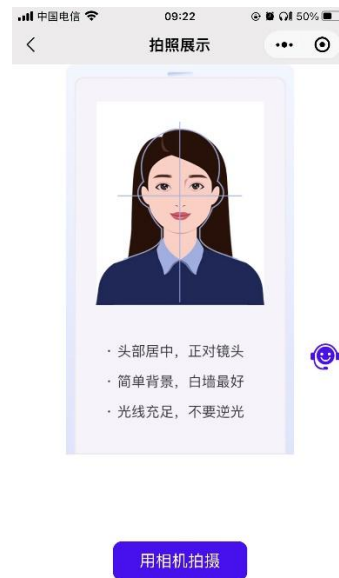 中国电信 09:22 50%
拍照展示
· 头部居中，正对镜头
· 简单背景，白墙最好
· 光线充足，不要逆光
用相机拍摄